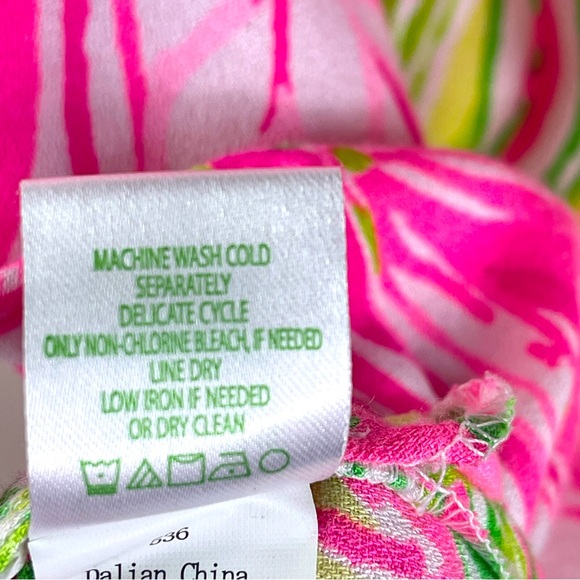 MACHINE WASH COLD
SEPARATELY
DELICATE CYCLE
ONLY NON-CHLORINE BLEACH, IF NEEDED
LINE DRY
LOW IRON IF NEEDED
OR DRY CLEAN
336
Dalian China